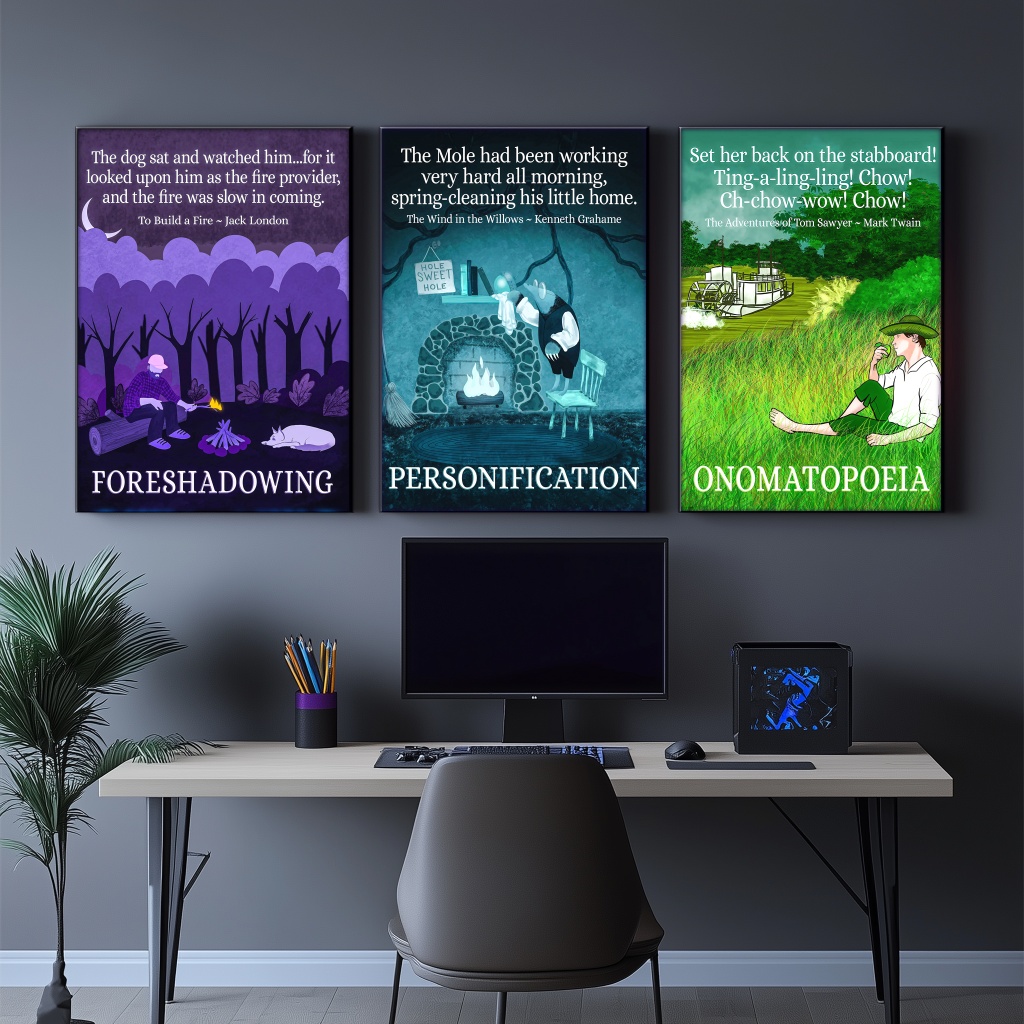 The dog sat and watched him...for it
looked upon him as the fire provider,
and the fire was slow in coming.
To Build a Fire ~ Jack London
FORESHADOWING
The Mole had been working
very hard all morning,
spring-cleaning his little home.
The Wind in the Willows ~ Kenneth Grahame
HOLE
SWEET
HOLE
PERSONIFICATION
Set her back on the stabboard!
Ting-a-ling-ling! Chow!
Ch-chow-wow! Chow!
The Adventures of Tom Sawyer ~ Mark Twain
ONOMATOPOEIA